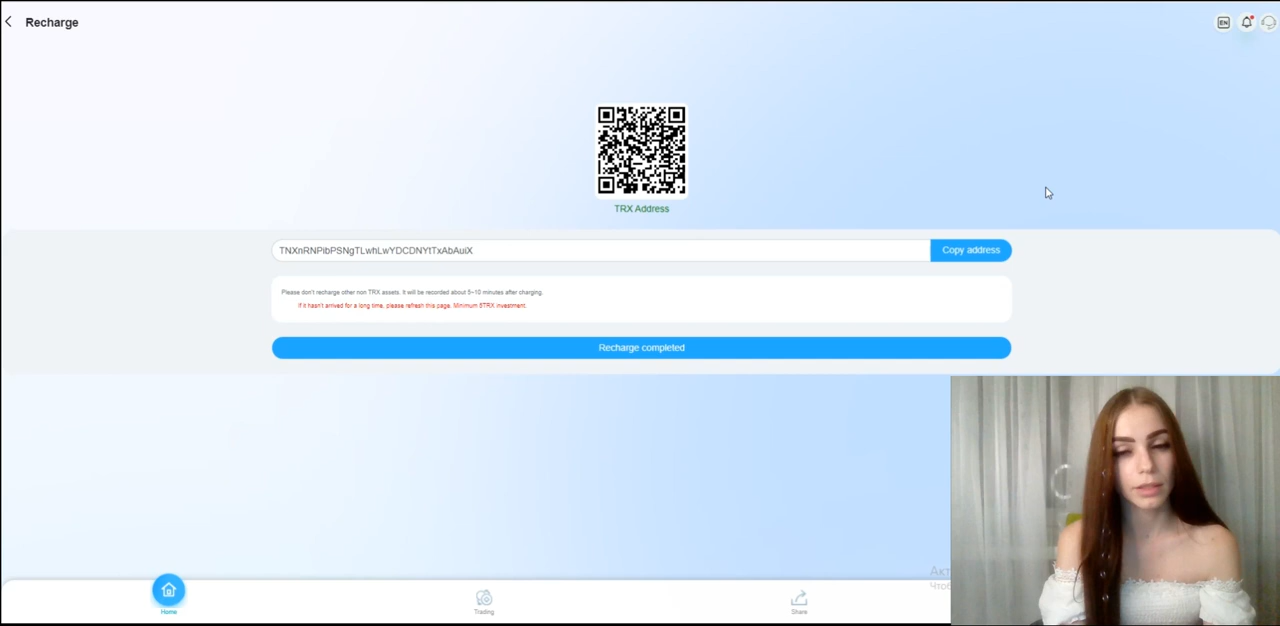 Recharge
EN
TRX Address
TNXnRNPibPSNgTLwhLwYDCDNYtTxAbAuiX
Copy address
Please don't recharge other non TRX assets. It will be recorded about 5~10 minutes after charging.
If it hasn't arrived for a long time, please refresh this page. Minimum 5TRX investment.
Recharge completed
Акт
Чтоб
Home
Trading
Share